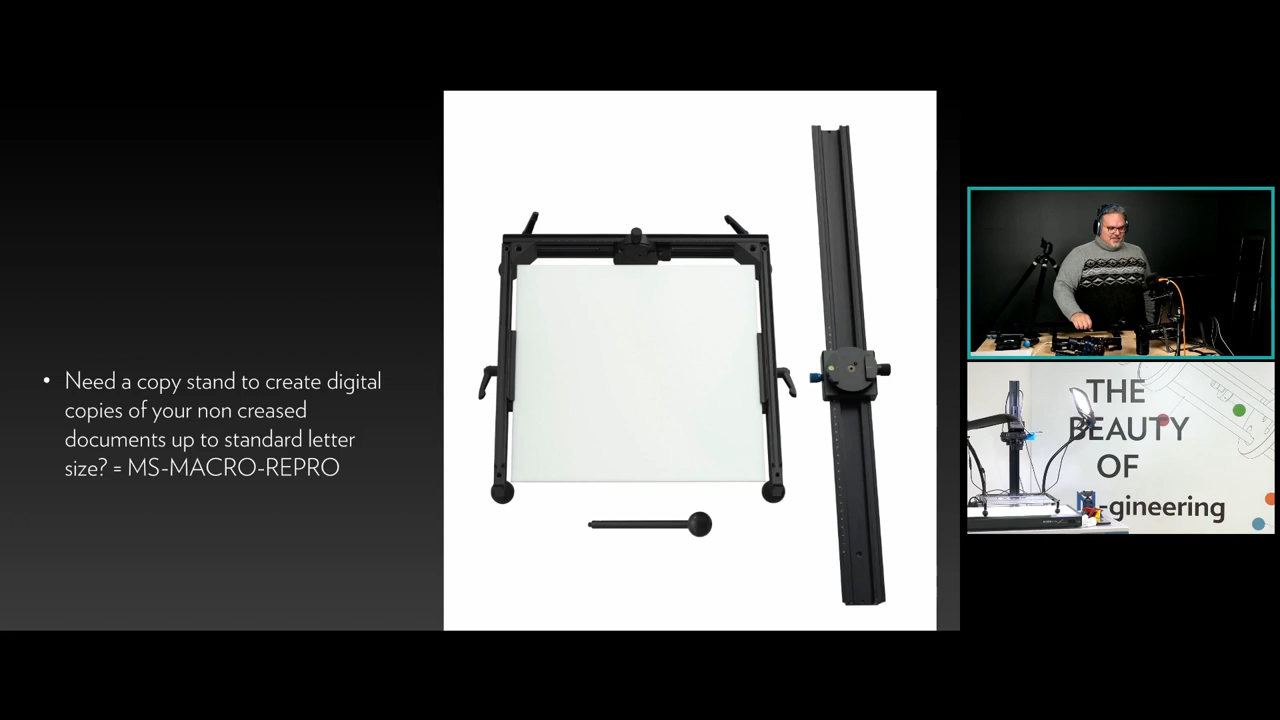 • Need a copy stand to create digital
copies of your non creased
documents up to standard letter
size? = MS-MACRO-REPRO
THE
BEAUTY
OF
-gineering